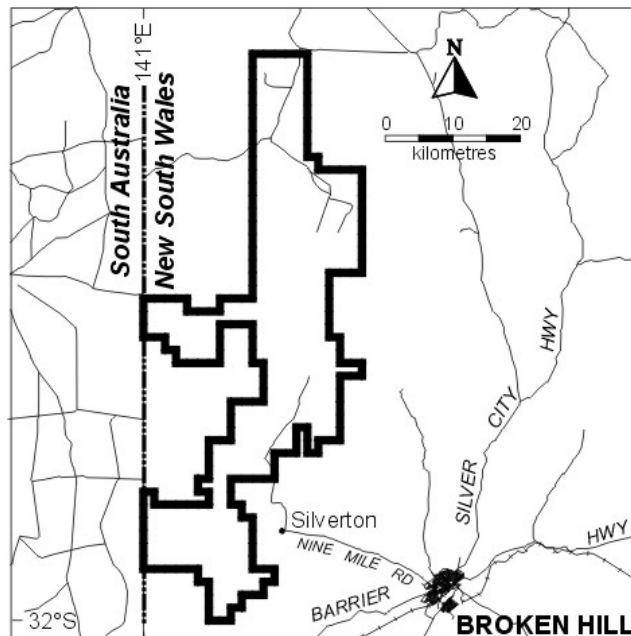 141°E
South Australia
New South Wales
N
0 10 20
kilometres
HWY
CITY
SILVER
Silverton
NINE MILE RD
BARRIER
HWY
BROKEN HILL
32°S